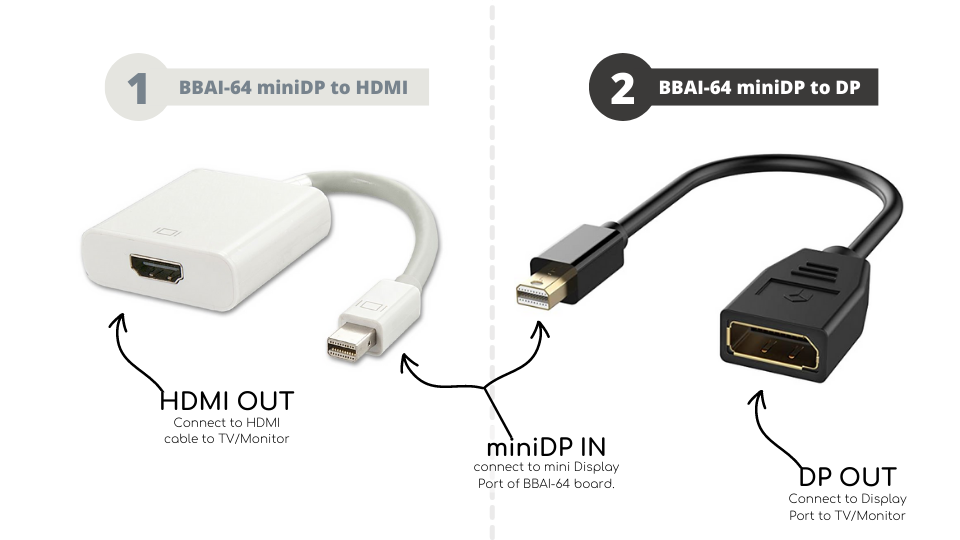 1
BBAI-64 miniDP to HDMI
HDMI OUT
Connect to HDMI
cable to TV/Monitor
2
BBAI-64 miniDP to DP
miniDP IN
connect to mini Display
Port of BBAI-64 board.
DP OUT
Connect to Display
Port to TV/Monitor